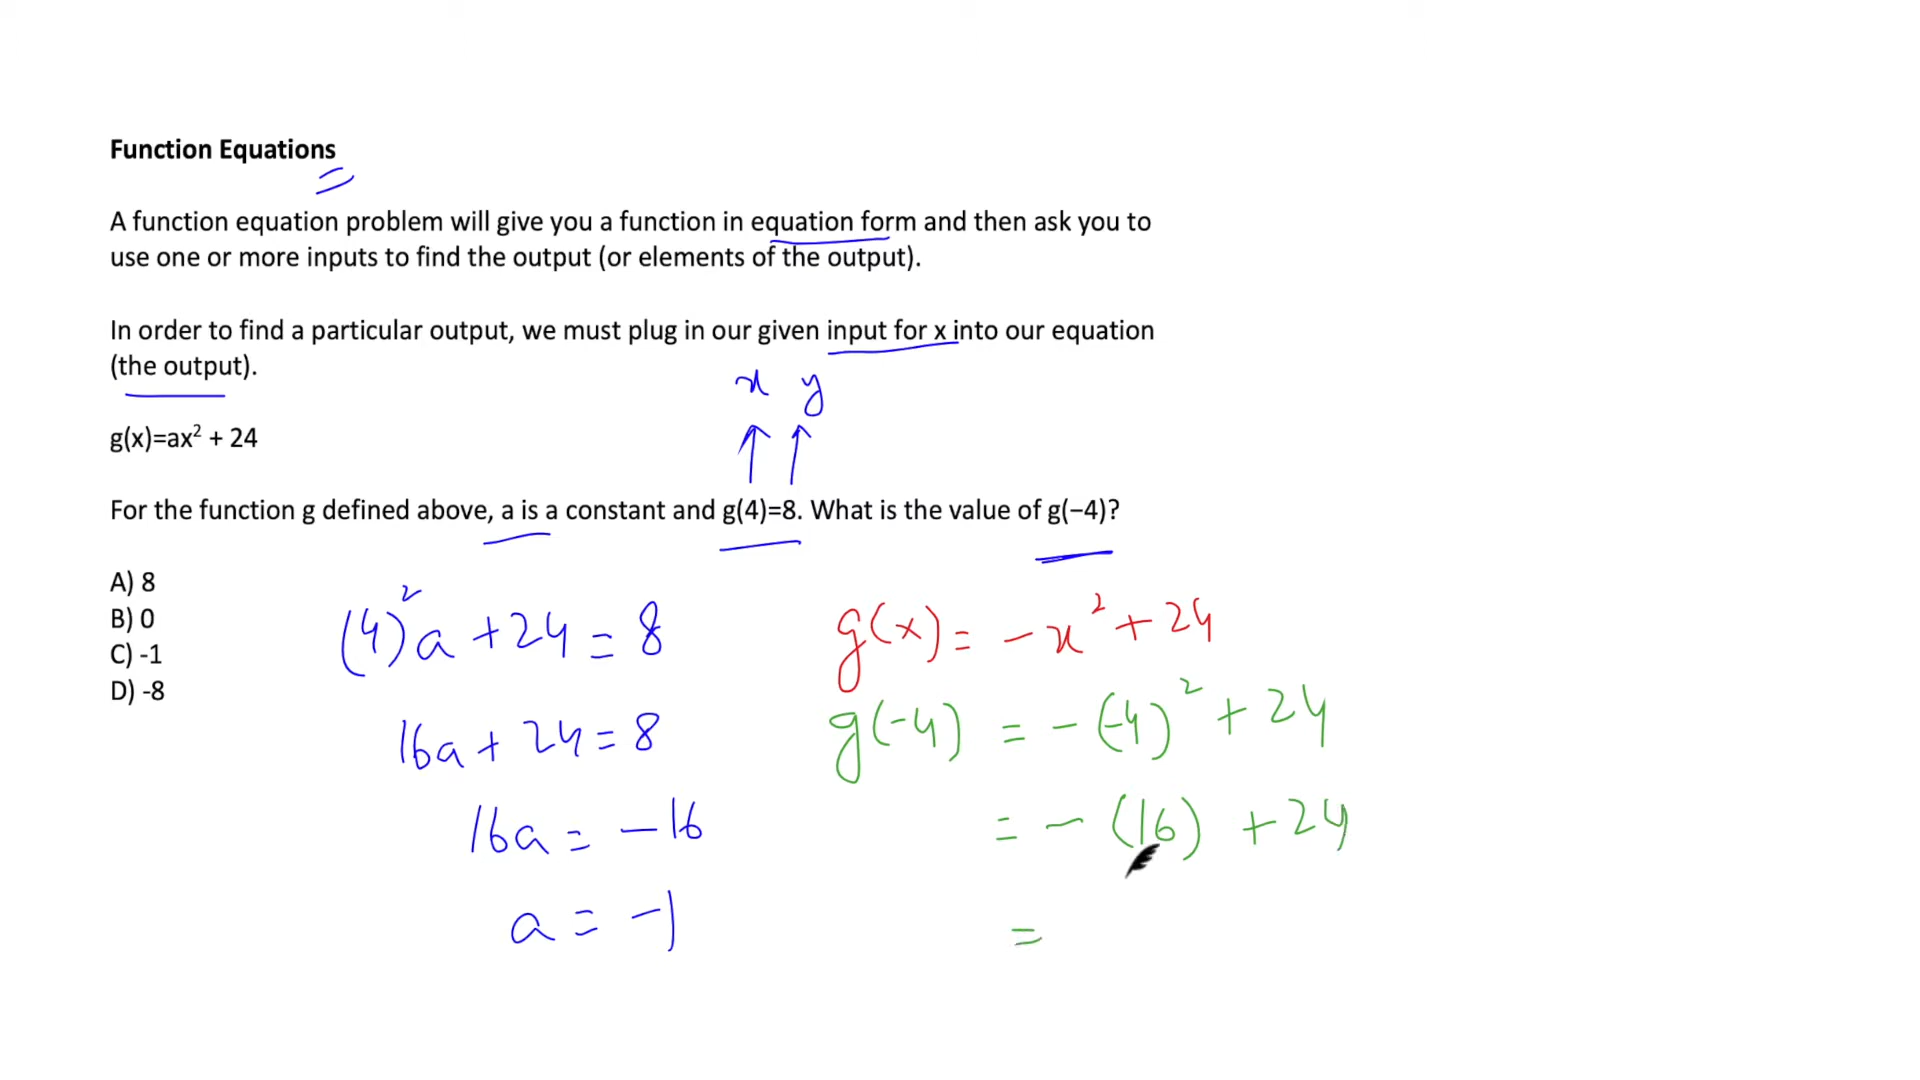 Function Equations
A function equation problem will give you a function in equation form and then ask you to
use one or more inputs to find the output (or elements of the output).
In order to find a particular output, we must plug in our given input for x into our equation
(the output).
x y
g(x)=ax² + 24
For the function g defined above, a is a constant and g(4)=8. What is the value of g(−4)?
A) 8
B) 0
C) -1
D) -8
(4)²a + 24 = 8
16a + 24 = 8
16a = -16
a = -1
g(x) = -x² + 24
g(-4) = -(-4)² + 24
= -(16) + 24
=